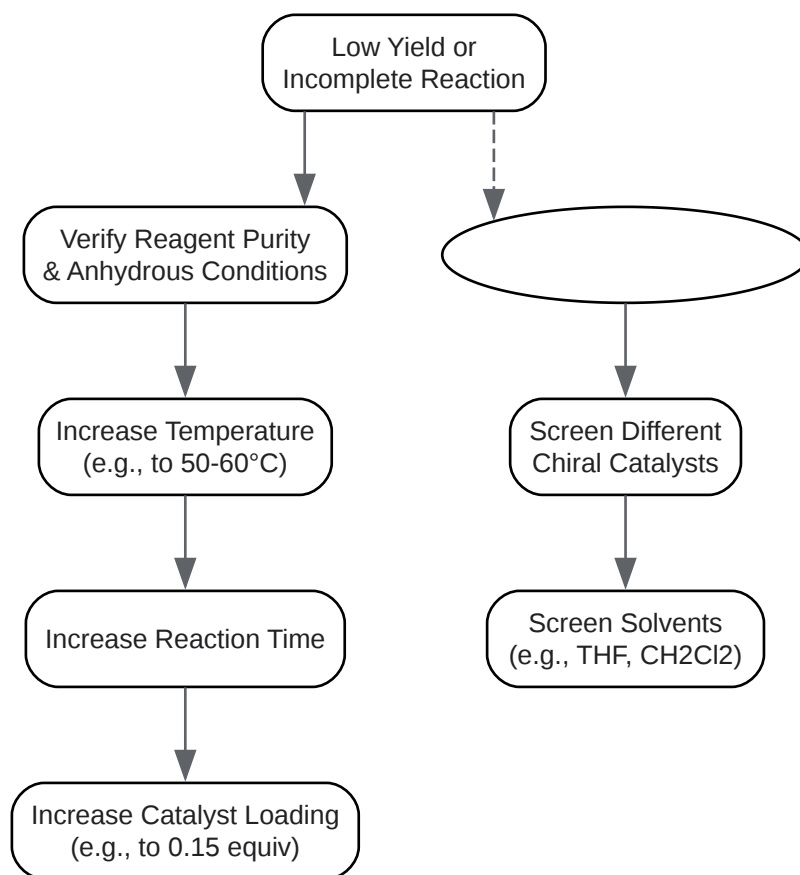 Low Yield or
Incomplete Reaction
Verify Reagent Purity
& Anhydrous Conditions
Increase Temperature
(e.g., to 50-60°C)
Screen Different
Chiral Catalysts
Increase Reaction Time
Screen Solvents
(e.g., THF, CH2Cl2)
Increase Catalyst Loading
(e.g., to 0.15 equiv)